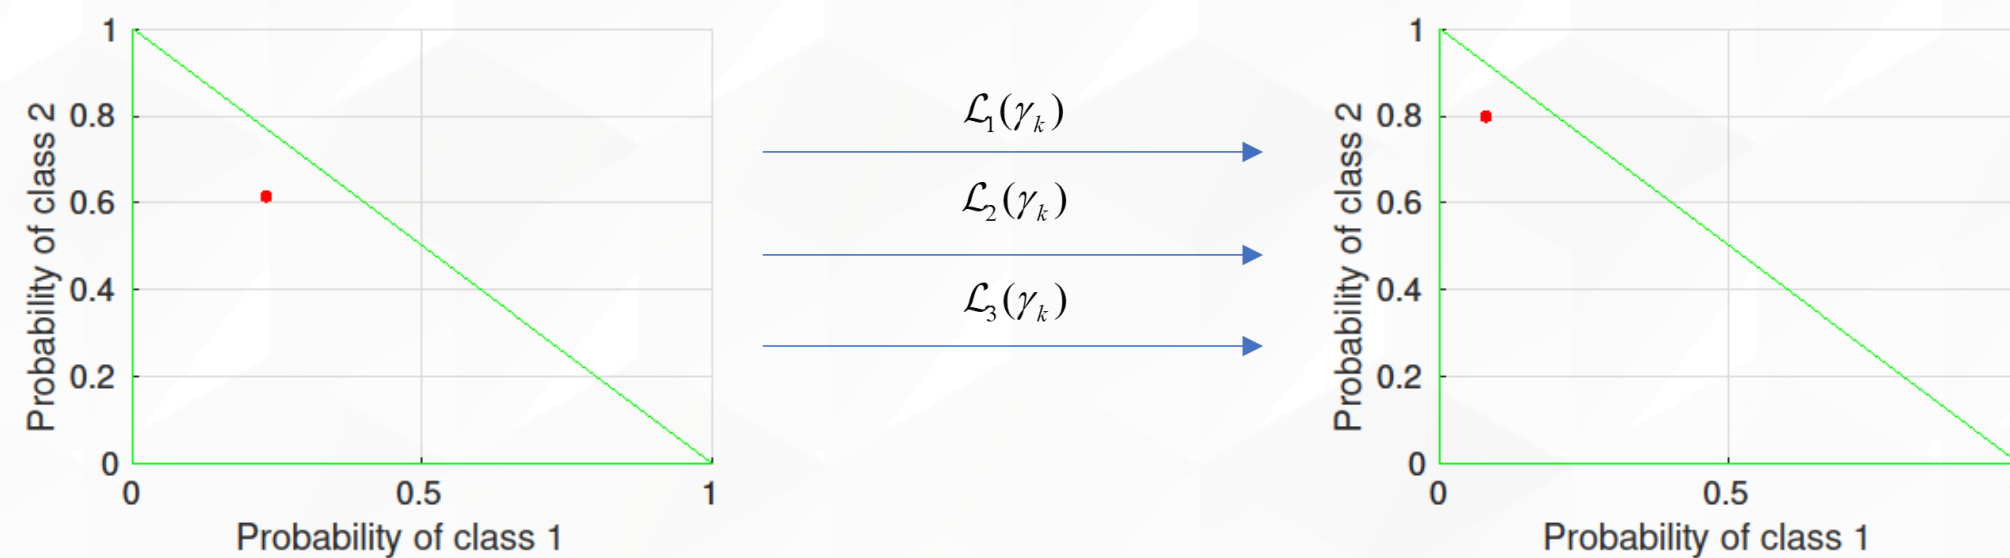 1
0.8
0.6
0.4
0.2
0
0
0.5
1
Probability of class 2
Probability of class 1
ℒ₁(γₖ)
ℒ₂(γₖ)
ℒ₃(γₖ)
1
0.8
0.6
0.4
0.2
0
0
0.5
Probability of class 2
Probability of class 1